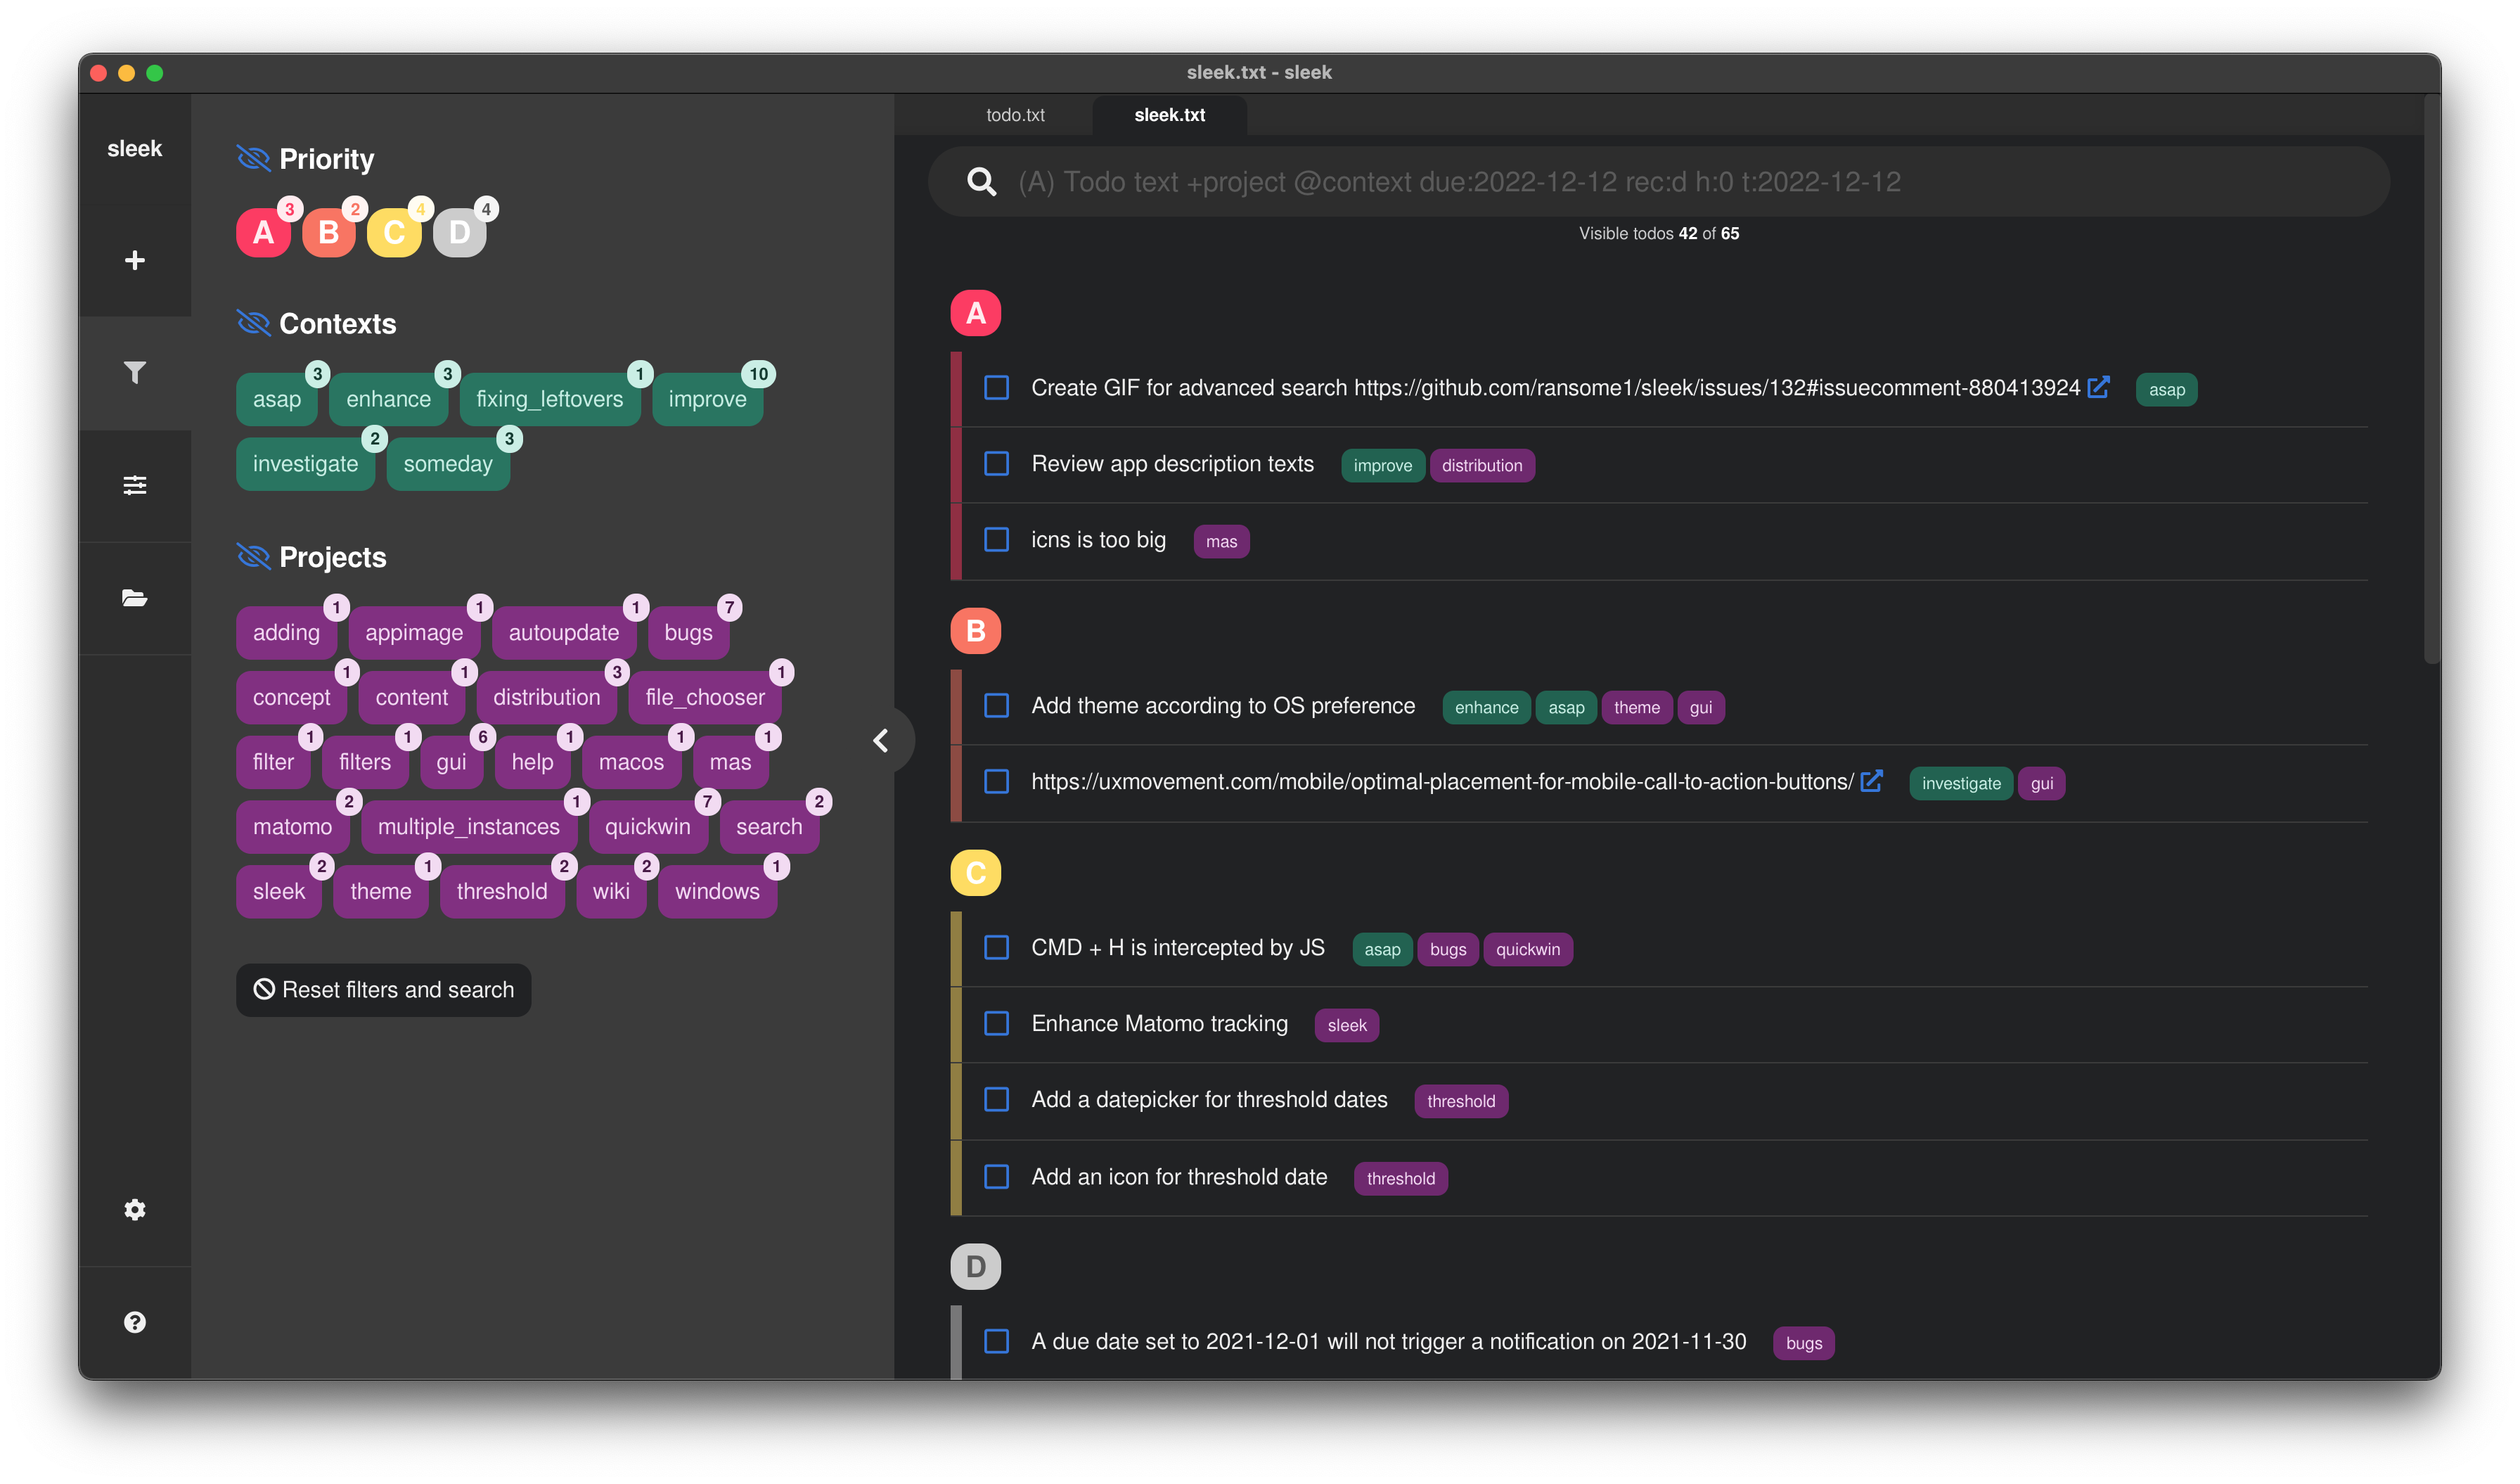 sleek.txt - sleek
sleek
Priority
A 3 B 2 C 4 D 4
Contexts
asap 3 enhance 3 fixing_leftovers 1 improve 10
investigate 2 someday 3
Projects
adding 1 appimage 1 autoupdate 1 bugs 7
concept 1 content 1 distribution 3 file_chooser 1
filter 1 filters 1 gui 6 help 1 macos 1 mas 1
matomo 2 multiple_instances 1 quickwin 7 search 2
sleek 2 theme 1 threshold 2 wiki 2 windows 1
Reset filters and search
todo.txt sleek.txt
(A) Todo text +project @context due:2022-12-12 rec:d h:0 t:2022-12-12
Visible todos 42 of 65
A
Create GIF for advanced search https://github.com/ransome1/sleek/issues/132#issuecomment-880413924 asap
Review app description texts improve distribution
icns is too big mas
B
Add theme according to OS preference enhance asap theme gui
https://uxmovement.com/mobile/optimal-placement-for-mobile-call-to-action-buttons/ investigate gui
C
CMD + H is intercepted by JS asap bugs quickwin
Enhance Matomo tracking sleek
Add a datepicker for threshold dates threshold
Add an icon for threshold date threshold
D
A due date set to 2021-12-01 will not trigger a notification on 2021-11-30 bugs